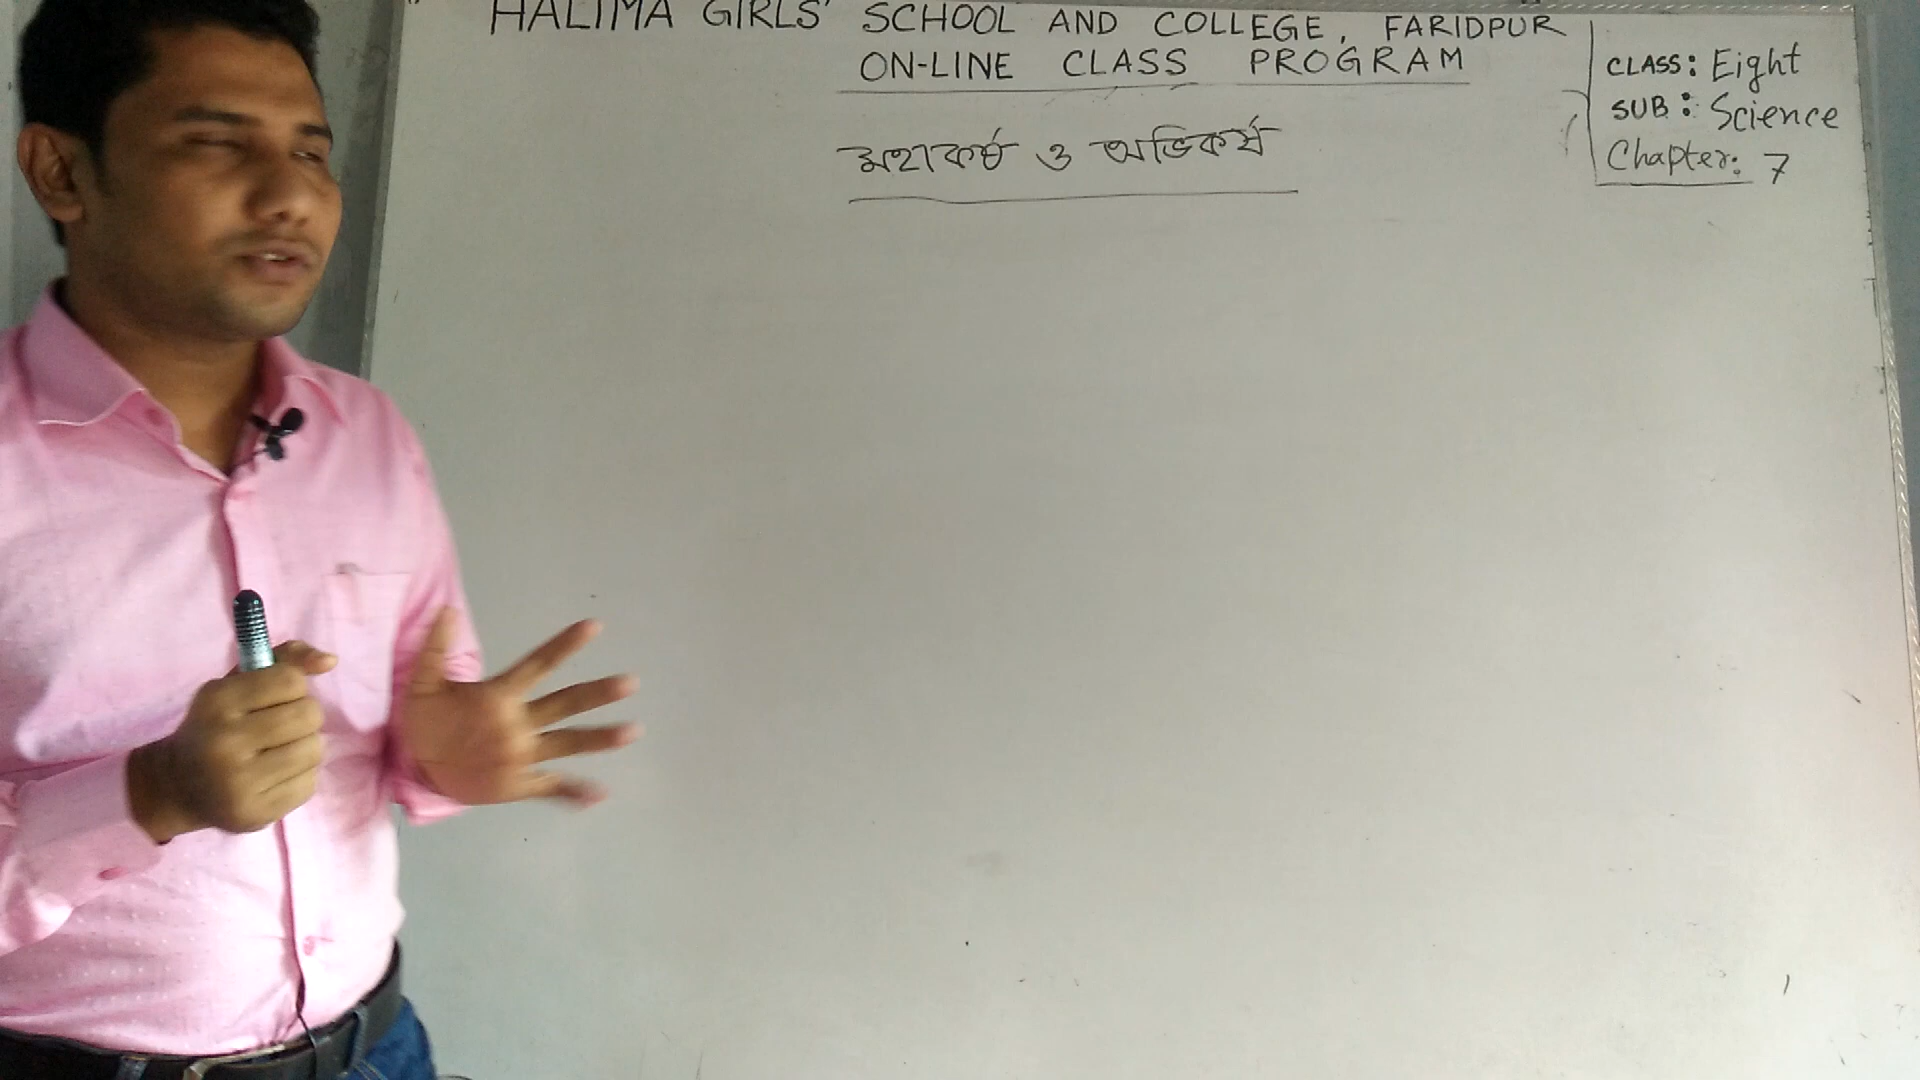 HALIMA GIRLS' SCHOOL AND COLLEGE, FARIDPUR
ON-LINE CLASS PROGRAM
মহাকর্ষ ও অভিকর্ষ
CLASS: Eight
SUB: Science
Chapter: 7